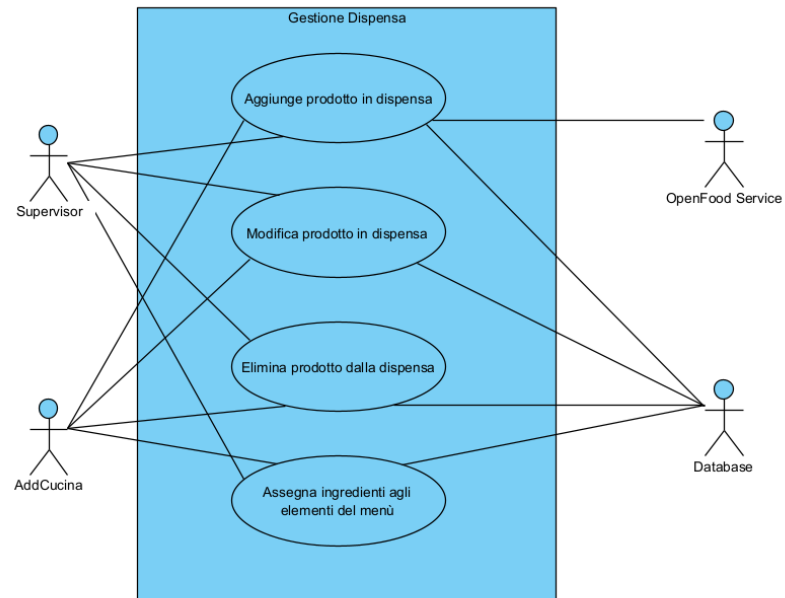 Gestione Dispensa
Aggiunge prodotto in dispensa
Supervisor
OpenFood Service
Modifica prodotto in dispensa
Elimina prodotto dalla dispensa
AddCucina
Database
Assegna ingredienti agli
elementi del menù